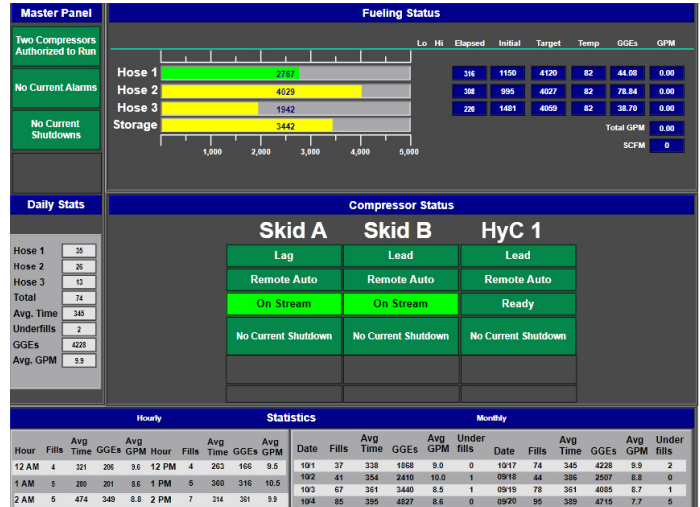 Master Panel
Fueling Status
Two Compressors
Authorized to Run
No Current Alarms
No Current
Shutdowns
Lo Hi Elapsed Initial Target Temp GGEs GPM
Hose 1 2767 316 1150 4120 82 44.08 0.00
Hose 2 4029 308 995 4027 82 78.84 0.00
Hose 3 1942 220 1481 4059 82 38.70 0.00
Storage 3442
Total GPM 0.00
SCFM 0
1,000 2,000 3,000 4,000 5,000
Daily Stats
Hose 1 35
Hose 2 26
Hose 3 13
Total 74
Avg. Time 345
Underfills 2
GGEs 4228
Avg. GPM 9.9
Compressor Status
Skid A Skid B HyC 1
Lag Lead Lead
Remote Auto Remote Auto Remote Auto
On Stream On Stream Ready
No Current Shutdown No Current Shutdown No Current Shutdown
Hourly Statistics Monthly
Hour Fills Avg Time GGEs Avg GPM Hour Fills Avg Time GGEs Avg GPM
12 AM 4 321 206 9.6 12 PM 4 263 166 9.5
1 AM 5 280 201 8.6 1 PM 5 360 316 10.5
2 AM 5 474 349 8.8 2 PM 7 314 361 9.9
Date Fills Avg Time GGEs Avg GPM Under fills Date Fills Avg Time GGEs Avg GPM Under fills
10/1 37 338 1868 9.0 0 10/17 74 345 4228 9.9 2
10/2 41 354 2410 10.0 1 09/18 44 386 2507 8.8 0
10/3 67 361 3440 8.5 1 09/19 78 361 4085 8.7 1
10/4 85 395 4827 8.6 0 09/20 95 389 4715 7.7 5